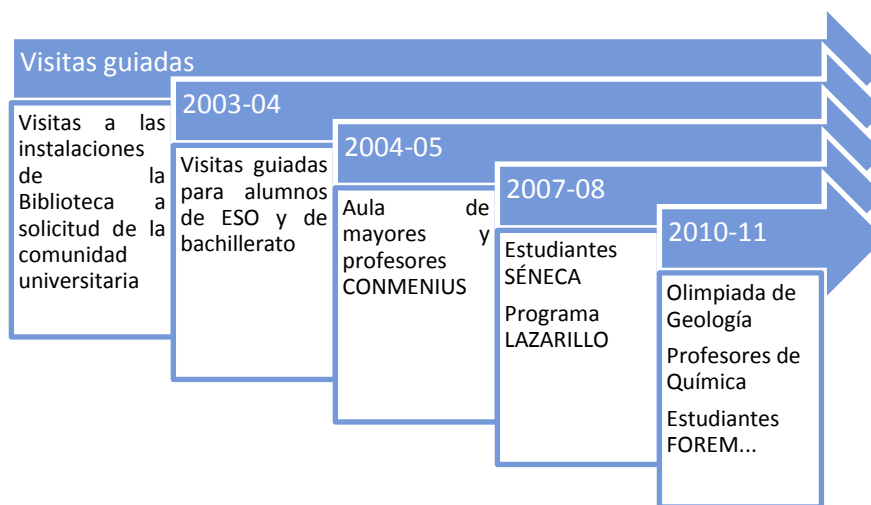 Visitas guiadas
Visitas a las
instalaciones
de la
Biblioteca a
solicitud de la
comunidad
universitaria
2003-04
Visitas guiadas
para alumnos
de ESO y de
bachillerato
2004-05
Aula de
mayores y
profesores
CONMENIUS
2007-08
Estudiantes
SÉNECA
Programa
LAZARILLO
2010-11
Olimpiada de
Geología
Profesores de
Química
Estudiantes
FOREM...